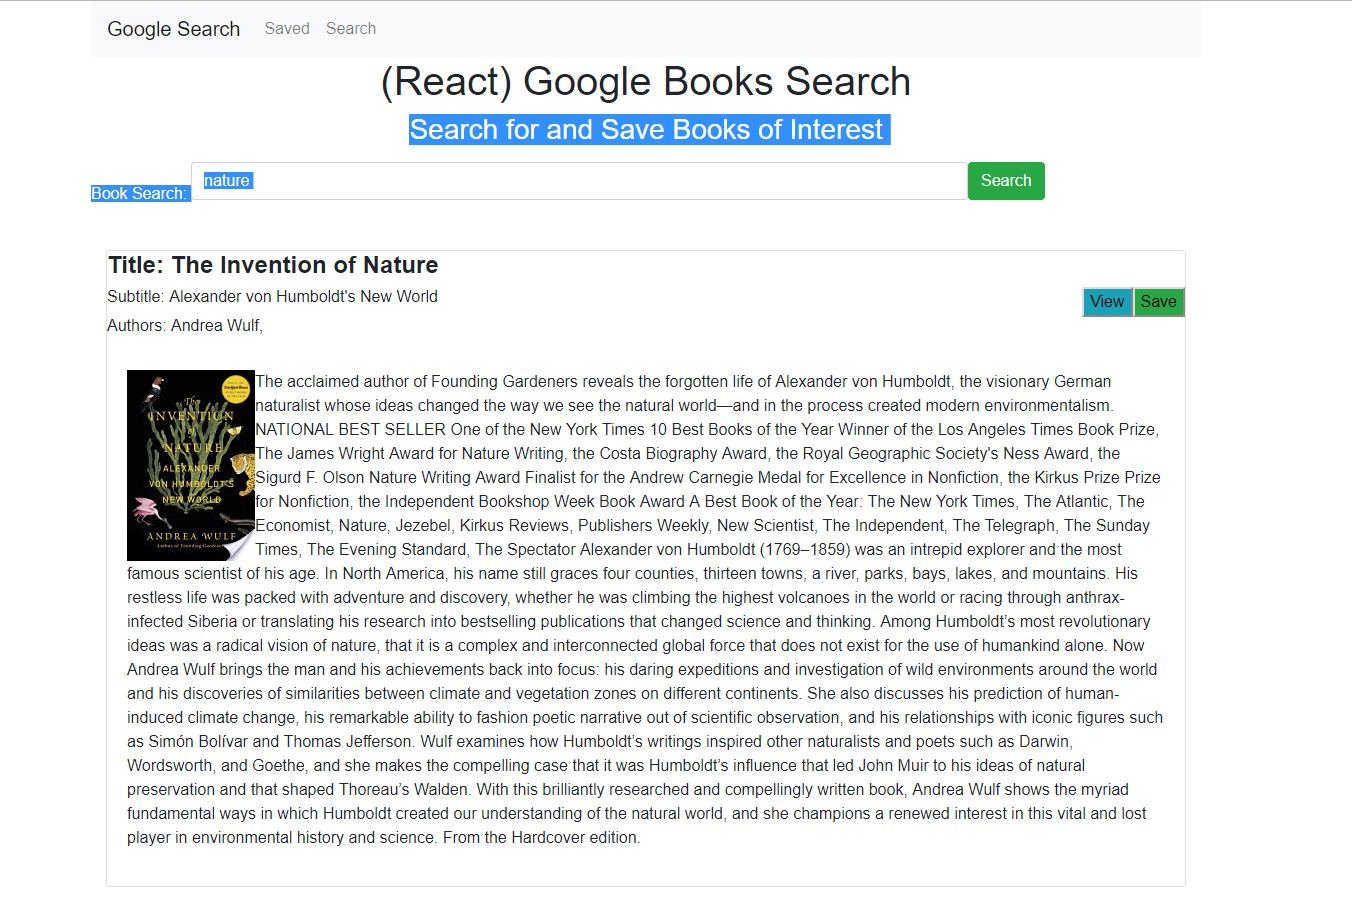 Google Search Saved Search
(React) Google Books Search
Search for and Save Books of Interest
Book Search: nature Search
Title: The Invention of Nature
Subtitle: Alexander von Humboldt's New World
View Save
Authors: Andrea Wulf,
The
INVENTION
of
NATURE
ALEXANDER
VON HUMBOLDT'S
NEW WORLD
ANDREA WULF
Author of Founding Gardeners
The acclaimed author of Founding Gardeners reveals the forgotten life of Alexander von Humboldt, the visionary German
naturalist whose ideas changed the way we see the natural world—and in the process created modern environmentalism.
NATIONAL BEST SELLER One of the New York Times 10 Best Books of the Year Winner of the Los Angeles Times Book Prize,
The James Wright Award for Nature Writing, the Costa Biography Award, the Royal Geographic Society's Ness Award, the
Sigurd F. Olson Nature Writing Award Finalist for the Andrew Carnegie Medal for Excellence in Nonfiction, the Kirkus Prize Prize
for Nonfiction, the Independent Bookshop Week Book Award A Best Book of the Year: The New York Times, The Atlantic, The
Economist, Nature, Jezebel, Kirkus Reviews, Publishers Weekly, New Scientist, The Independent, The Telegraph, The Sunday
Times, The Evening Standard, The Spectator Alexander von Humboldt (1769–1859) was an intrepid explorer and the most
famous scientist of his age. In North America, his name still graces four counties, thirteen towns, a river, parks, bays, lakes, and mountains. His
restless life was packed with adventure and discovery, whether he was climbing the highest volcanoes in the world or racing through anthrax-
infected Siberia or translating his research into bestselling publications that changed science and thinking. Among Humboldt’s most revolutionary
ideas was a radical vision of nature, that it is a complex and interconnected global force that does not exist for the use of humankind alone. Now
Andrea Wulf brings the man and his achievements back into focus: his daring expeditions and investigation of wild environments around the world
and his discoveries of similarities between climate and vegetation zones on different continents. She also discusses his prediction of human-
induced climate change, his remarkable ability to fashion poetic narrative out of scientific observation, and his relationships with iconic figures such
as Simón Bolívar and Thomas Jefferson. Wulf examines how Humboldt’s writings inspired other naturalists and poets such as Darwin,
Wordsworth, and Goethe, and she makes the compelling case that it was Humboldt’s influence that led John Muir to his ideas of natural
preservation and that shaped Thoreau’s Walden. With this brilliantly researched and compellingly written book, Andrea Wulf shows the myriad
fundamental ways in which Humboldt created our understanding of the natural world, and she champions a renewed interest in this vital and lost
player in environmental history and science. From the Hardcover edition.